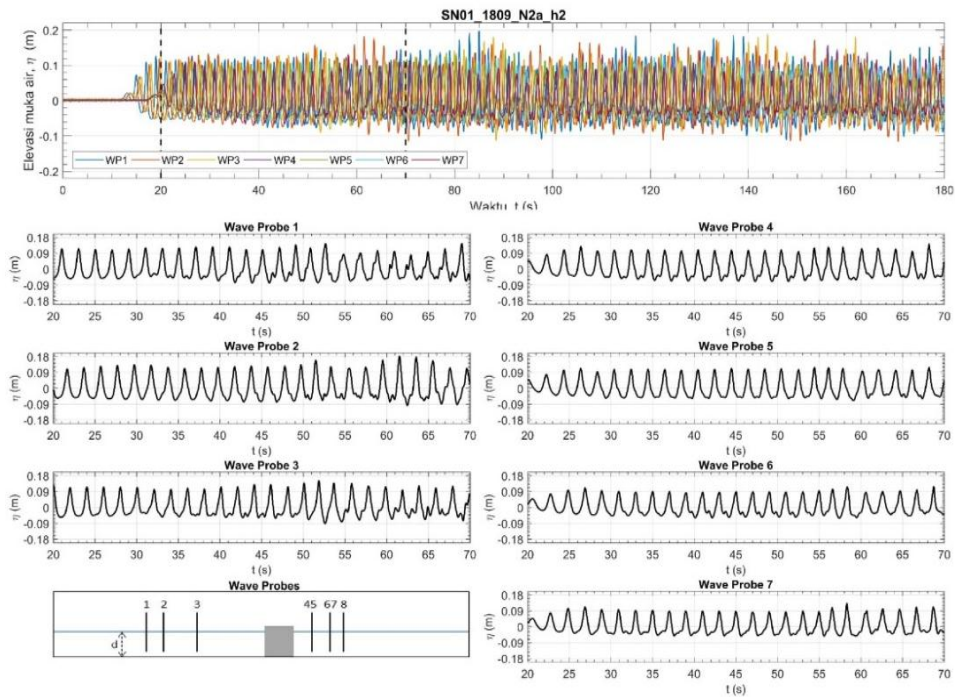 SN01_1809_N2a_h2
Elevasi muka air, η (m)
0.2
0.1
0
-0.1
-0.2
WP1 WP2 WP3 WP4 WP5 WP6 WP7
0 20 40 60 80 100 120 140 160 180
Waktu, t (s)
Wave Probe 1
η (m)
0.18
0.09
0
-0.09
-0.18
20 25 30 35 40 45 50 55 60 65 70
t (s)
Wave Probe 2
η (m)
0.18
0.09
0
-0.09
-0.18
20 25 30 35 40 45 50 55 60 65 70
t (s)
Wave Probe 3
η (m)
0.18
0.09
0
-0.09
-0.18
20 25 30 35 40 45 50 55 60 65 70
t (s)
Wave Probes
1 2 3 45 67 8
d
Wave Probe 4
η (m)
0.18
0.09
0
-0.09
-0.18
20 25 30 35 40 45 50 55 60 65 70
t (s)
Wave Probe 5
η (m)
0.18
0.09
0
-0.09
-0.18
20 25 30 35 40 45 50 55 60 65 70
t (s)
Wave Probe 6
η (m)
0.18
0.09
0
-0.09
-0.18
20 25 30 35 40 45 50 55 60 65 70
t (s)
Wave Probe 7
η (m)
0.18
0.09
0
-0.09
-0.18
20 25 30 35 40 45 50 55 60 65 70
t (s)